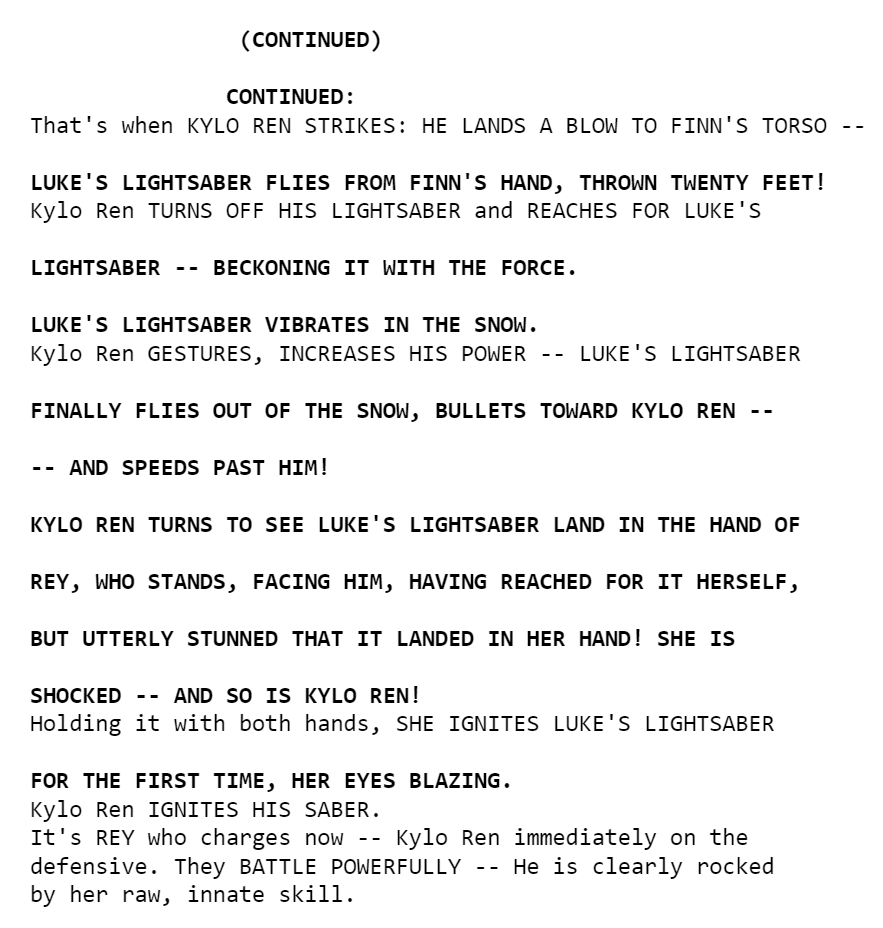 (CONTINUED)
CONTINUED:
That's when KYLO REN STRIKES: HE LANDS A BLOW TO FINN'S TORSO --
LUKE'S LIGHTSABER FLIES FROM FINN'S HAND, THROWN TWENTY FEET!
Kylo Ren TURNS OFF HIS LIGHTSABER and REACHES FOR LUKE'S
LIGHTSABER -- BECKONING IT WITH THE FORCE.
LUKE'S LIGHTSABER VIBRATES IN THE SNOW.
Kylo Ren GESTURES, INCREASES HIS POWER -- LUKE'S LIGHTSABER
FINALLY FLIES OUT OF THE SNOW, BULLETS TOWARD KYLO REN --
-- AND SPEEDS PAST HIM!
KYLO REN TURNS TO SEE LUKE'S LIGHTSABER LAND IN THE HAND OF
REY, WHO STANDS, FACING HIM, HAVING REACHED FOR IT HERSELF,
BUT UTTERLY STUNNED THAT IT LANDED IN HER HAND! SHE IS
SHOCKED -- AND SO IS KYLO REN!
Holding it with both hands, SHE IGNITES LUKE'S LIGHTSABER
FOR THE FIRST TIME, HER EYES BLAZING.
Kylo Ren IGNITES HIS SABER.
It's REY who charges now -- Kylo Ren immediately on the
defensive. They BATTLE POWERFULLY -- He is clearly rocked
by her raw, innate skill.